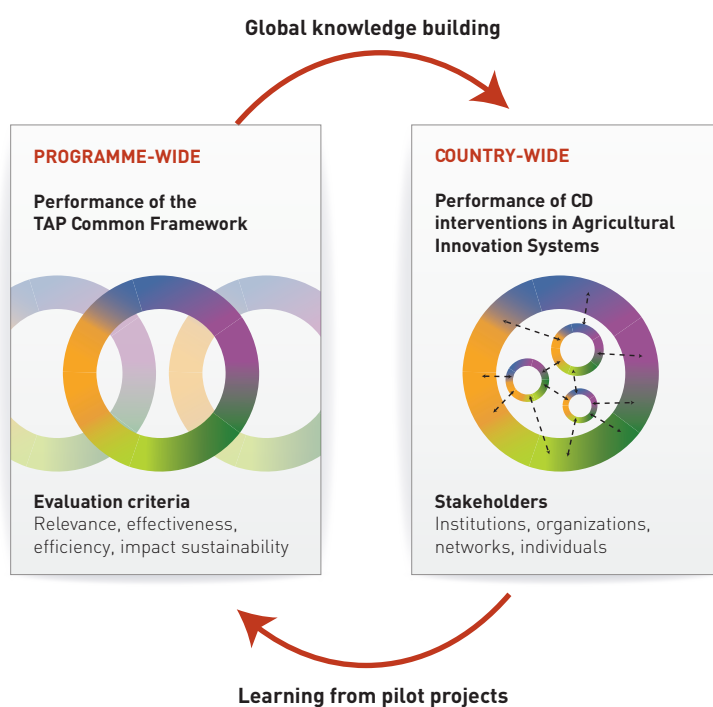 Global knowledge building
PROGRAMME-WIDE
Performance of the
TAP Common Framework
Evaluation criteria
Relevance, effectiveness,
efficiency, impact sustainability
COUNTRY-WIDE
Performance of CD
interventions in Agricultural
Innovation Systems
Stakeholders
Institutions, organizations,
networks, individuals
Learning from pilot projects